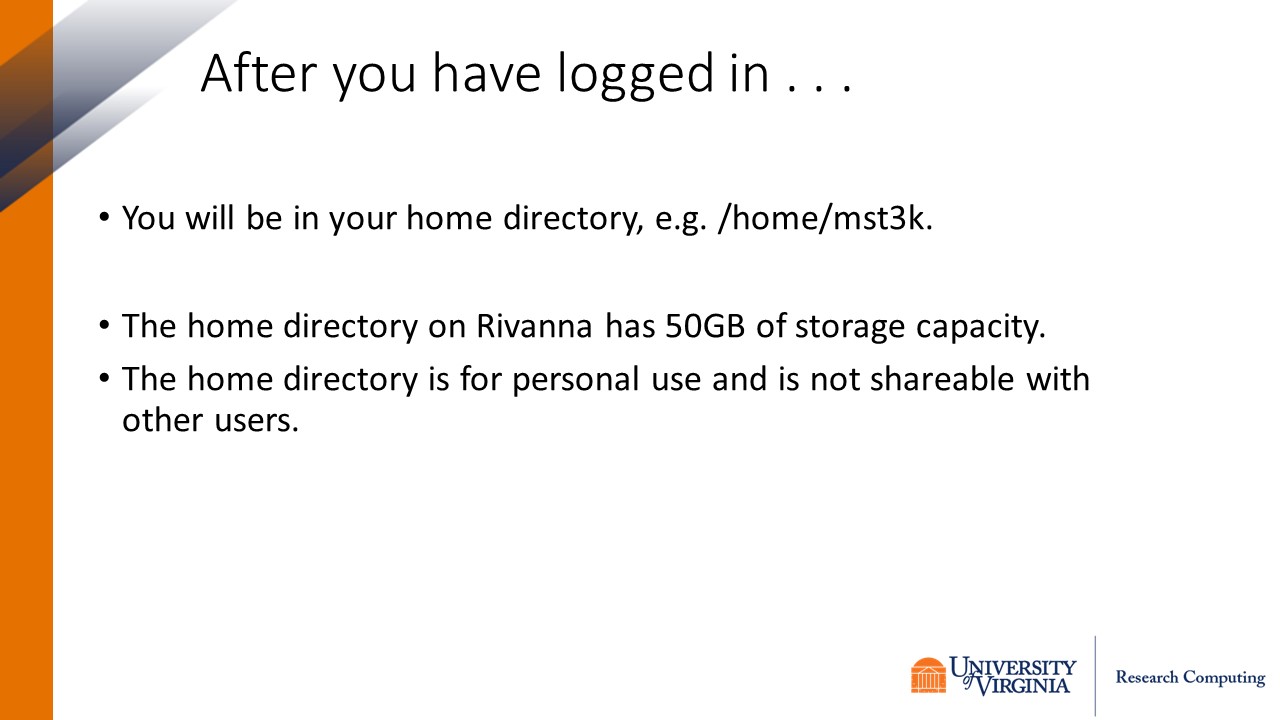 After you have logged in . . .
• You will be in your home directory, e.g. /home/mst3k.
• The home directory on Rivanna has 50GB of storage capacity.
• The home directory is for personal use and is not shareable with
other users.
UNIVERSITY
of VIRGINIA
Research Computing